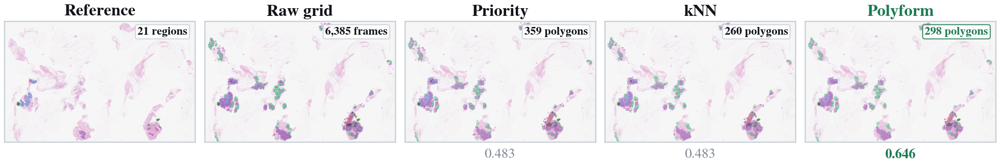 Reference
Raw grid
Priority
kNN
Polyform
21 regions
6,385 frames
359 polygons
260 polygons
298 polygons
0.483
0.483
0.646